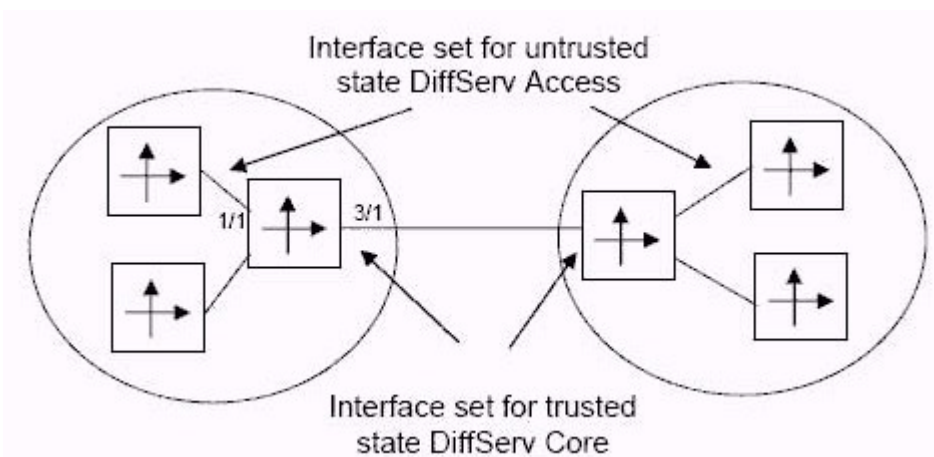 Interface set for untrusted
state DiffServ Access
1/1
3/1
Interface set for trusted
state DiffServ Core